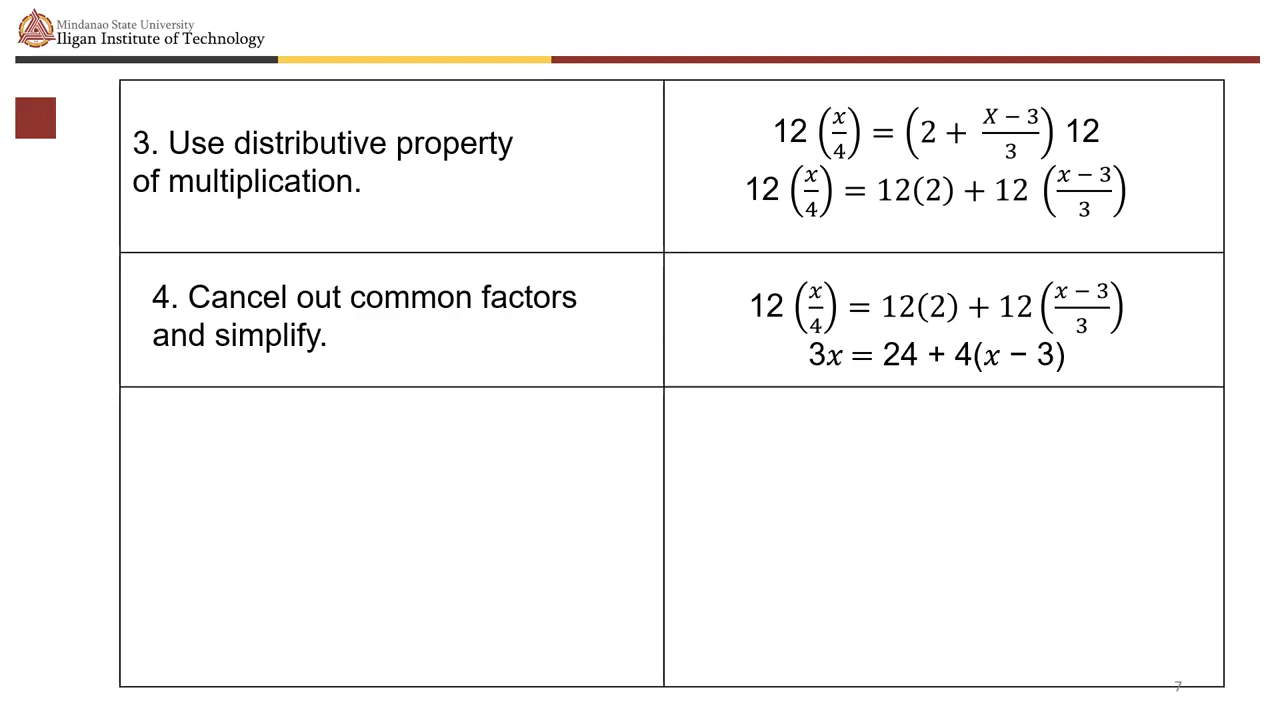 Mindanao State University
Iligan Institute of Technology
3. Use distributive property
of multiplication.
12 (x/4) = (2 + X − 3/3) 12
12 (x/4) = 12(2) + 12 (x − 3/3)
4. Cancel out common factors
and simplify.
12 (x/4) = 12(2) + 12 (x − 3/3)
3x = 24 + 4(x − 3)
7